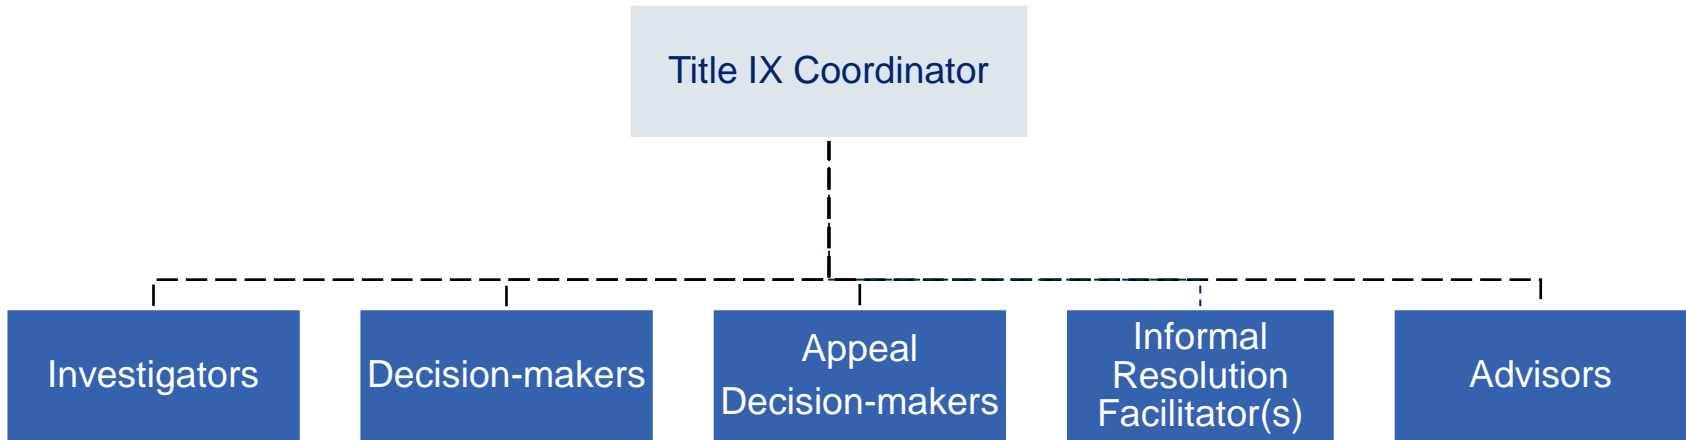 Title IX Coordinator
Investigators
Decision-makers
Appeal
Decision-makers
Informal
Resolution
Facilitator(s)
Advisors